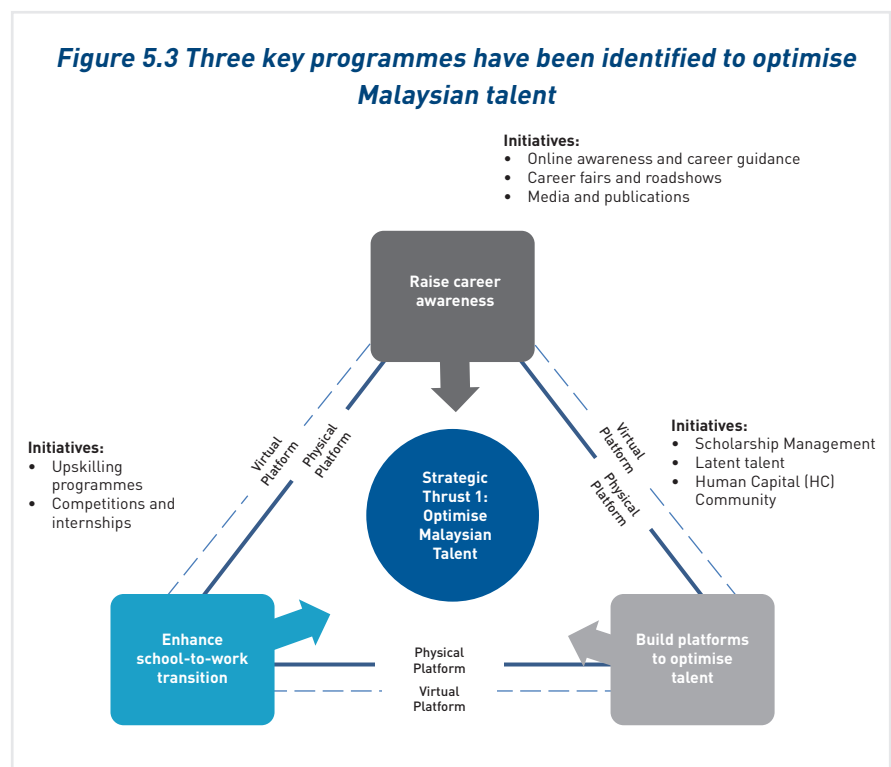 Figure 5.3 Three key programmes have been identified to optimise
Malaysian talent
Initiatives:
• Online awareness and career guidance
• Career fairs and roadshows
• Media and publications
Raise career
awareness
Virtual
Platform
Physical
Platform
Virtual
Platform
Physical
Platform
Initiatives:
• Upskilling
programmes
• Competitions and
internships
Strategic
Thrust 1:
Optimise
Malaysian
Talent
Initiatives:
• Scholarship Management
• Latent talent
• Human Capital (HC)
Community
Enhance
school-to-work
transition
Physical
Platform
Virtual
Platform
Build platforms
to optimise
talent